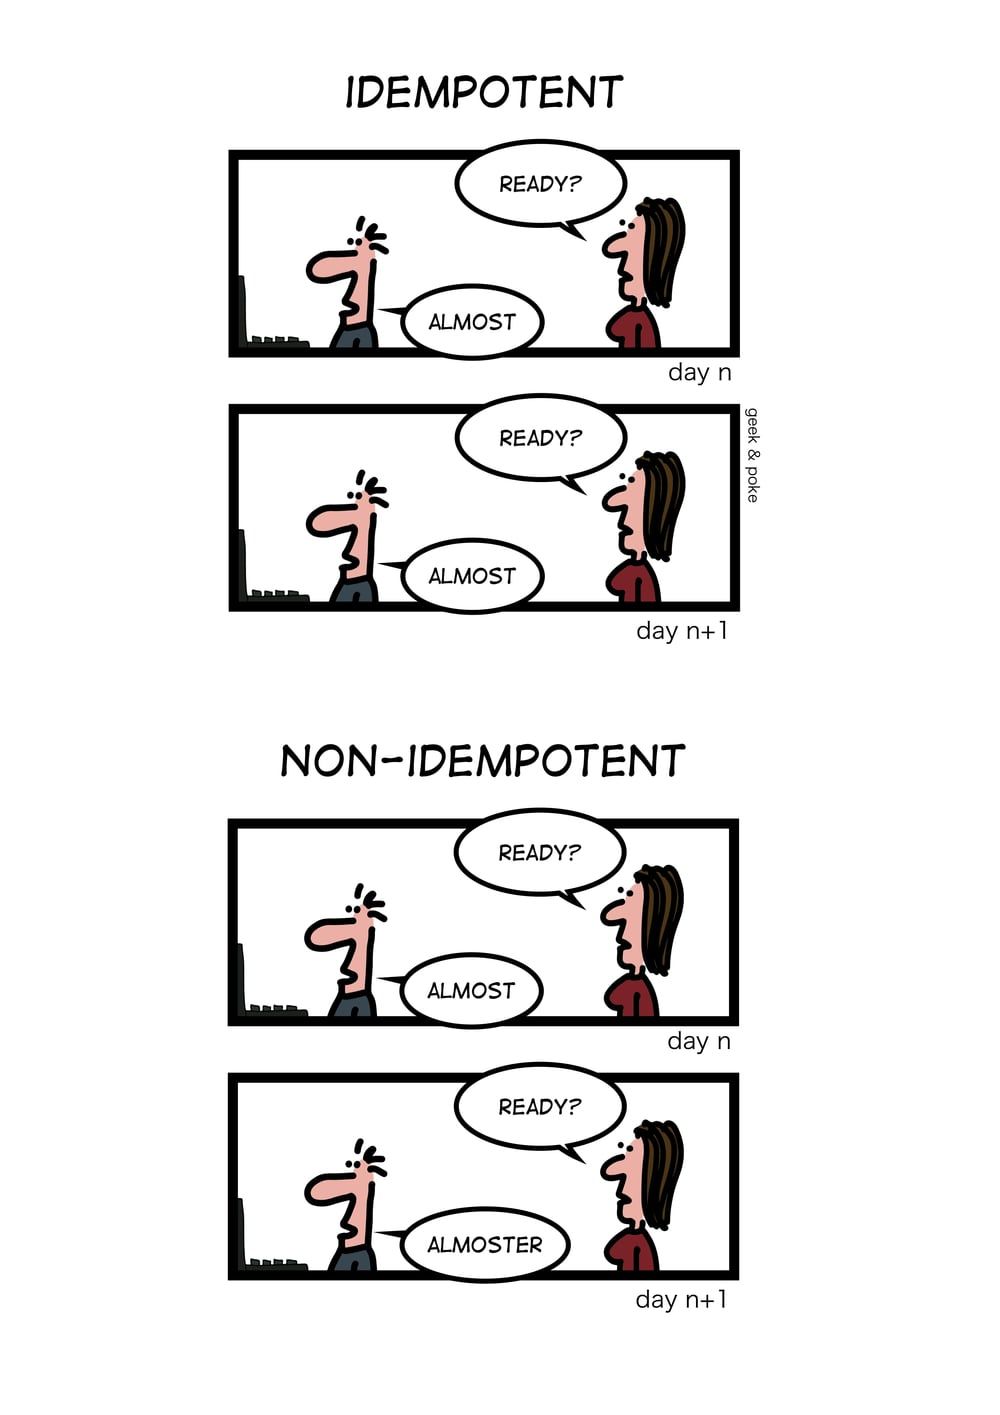 IDEMPOTENT
READY?
ALMOST
day n
READY?
ALMOST
day n+1
geek & poke
NON-IDEMPOTENT
READY?
ALMOST
day n
READY?
ALMOSTER
day n+1